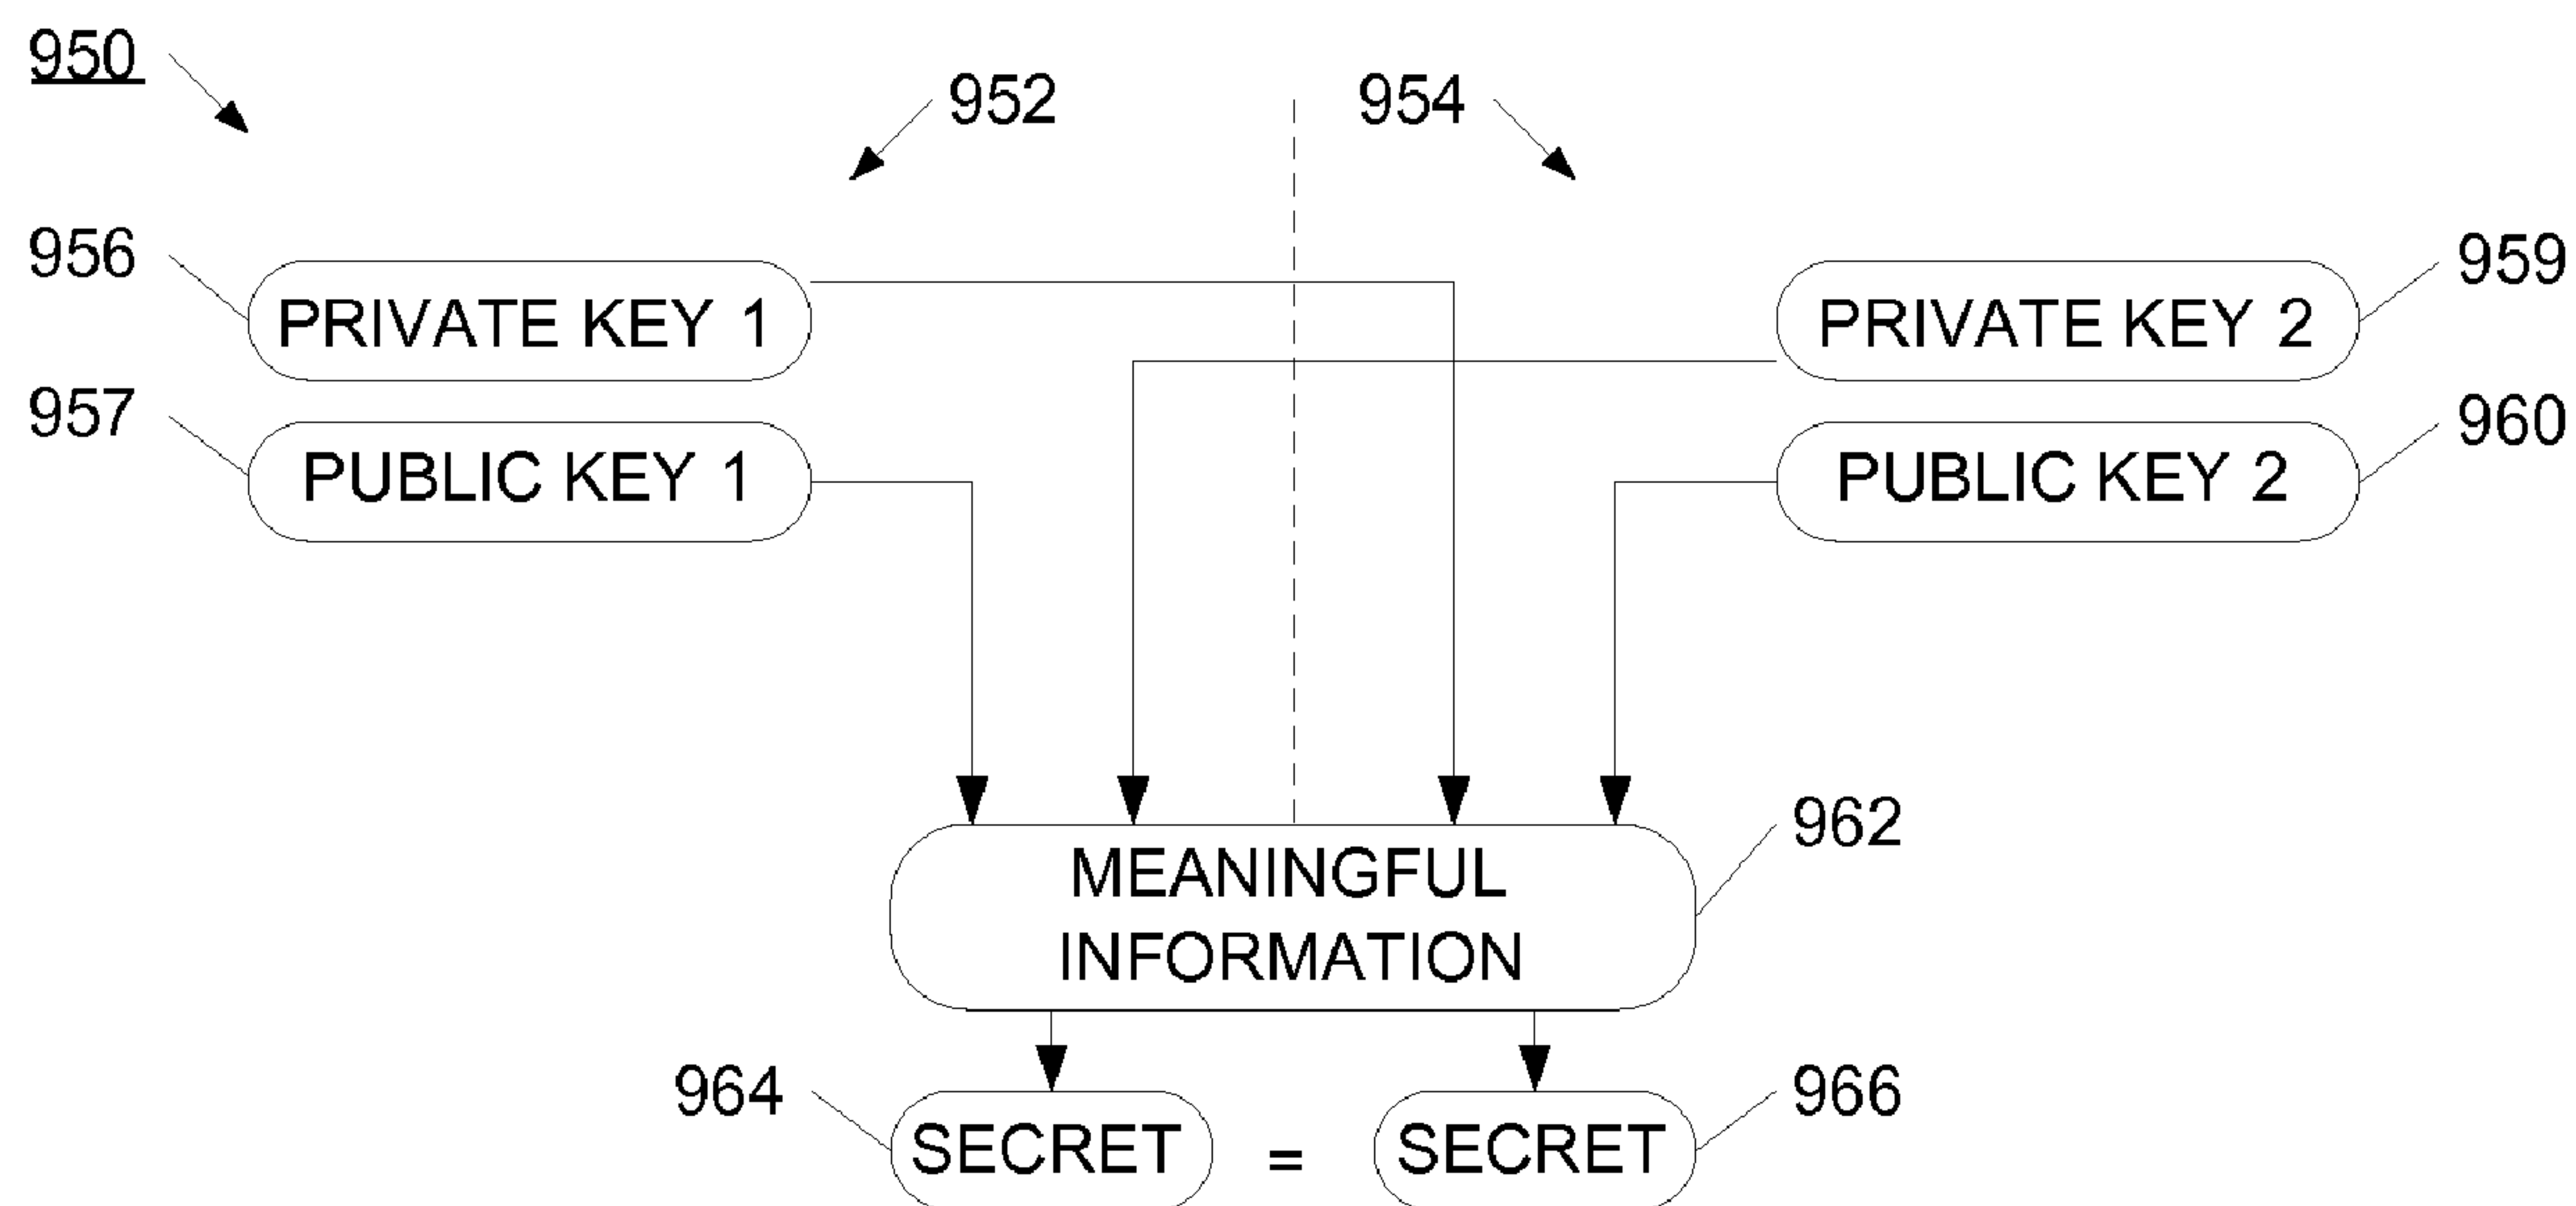 950
952
954
956
PRIVATE KEY 1
PRIVATE KEY 2
959
957
PUBLIC KEY 1
PUBLIC KEY 2
960
MEANINGFUL
INFORMATION
962
964
SECRET
=
SECRET
966